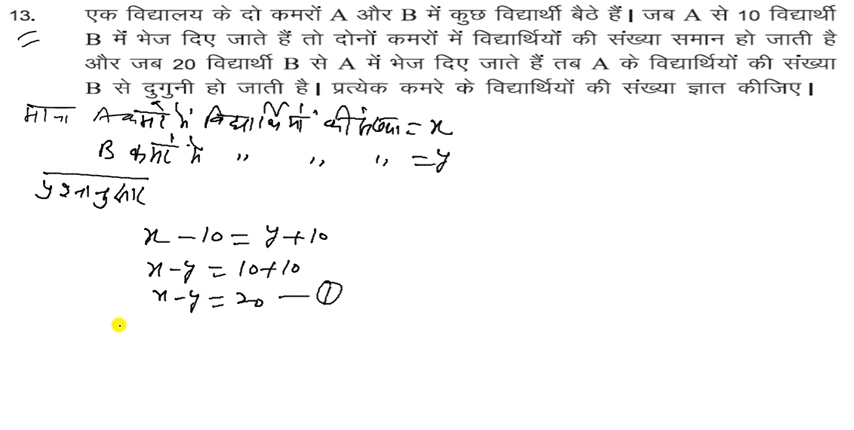 13. एक विद्यालय के दो कमरों A और B में कुछ विद्यार्थी बैठे हैं। जब A से 10 विद्यार्थी
B में भेज दिए जाते हैं तो दोनों कमरों में विद्यार्थियों की संख्या समान हो जाती है
और जब 20 विद्यार्थी B से A में भेज दिए जाते हैं तब A के विद्यार्थियों की संख्या
B से दुगुनी हो जाती है। प्रत्येक कमरे के विद्यार्थियों की संख्या ज्ञात कीजिए।
माना A कमरे में विद्यार्थियों की संख्या = x
B कमरे में " " " = y
प्रश्नानुसार
x - 10 = y + 10
x - y = 10 + 10
x - y = 20 — ①